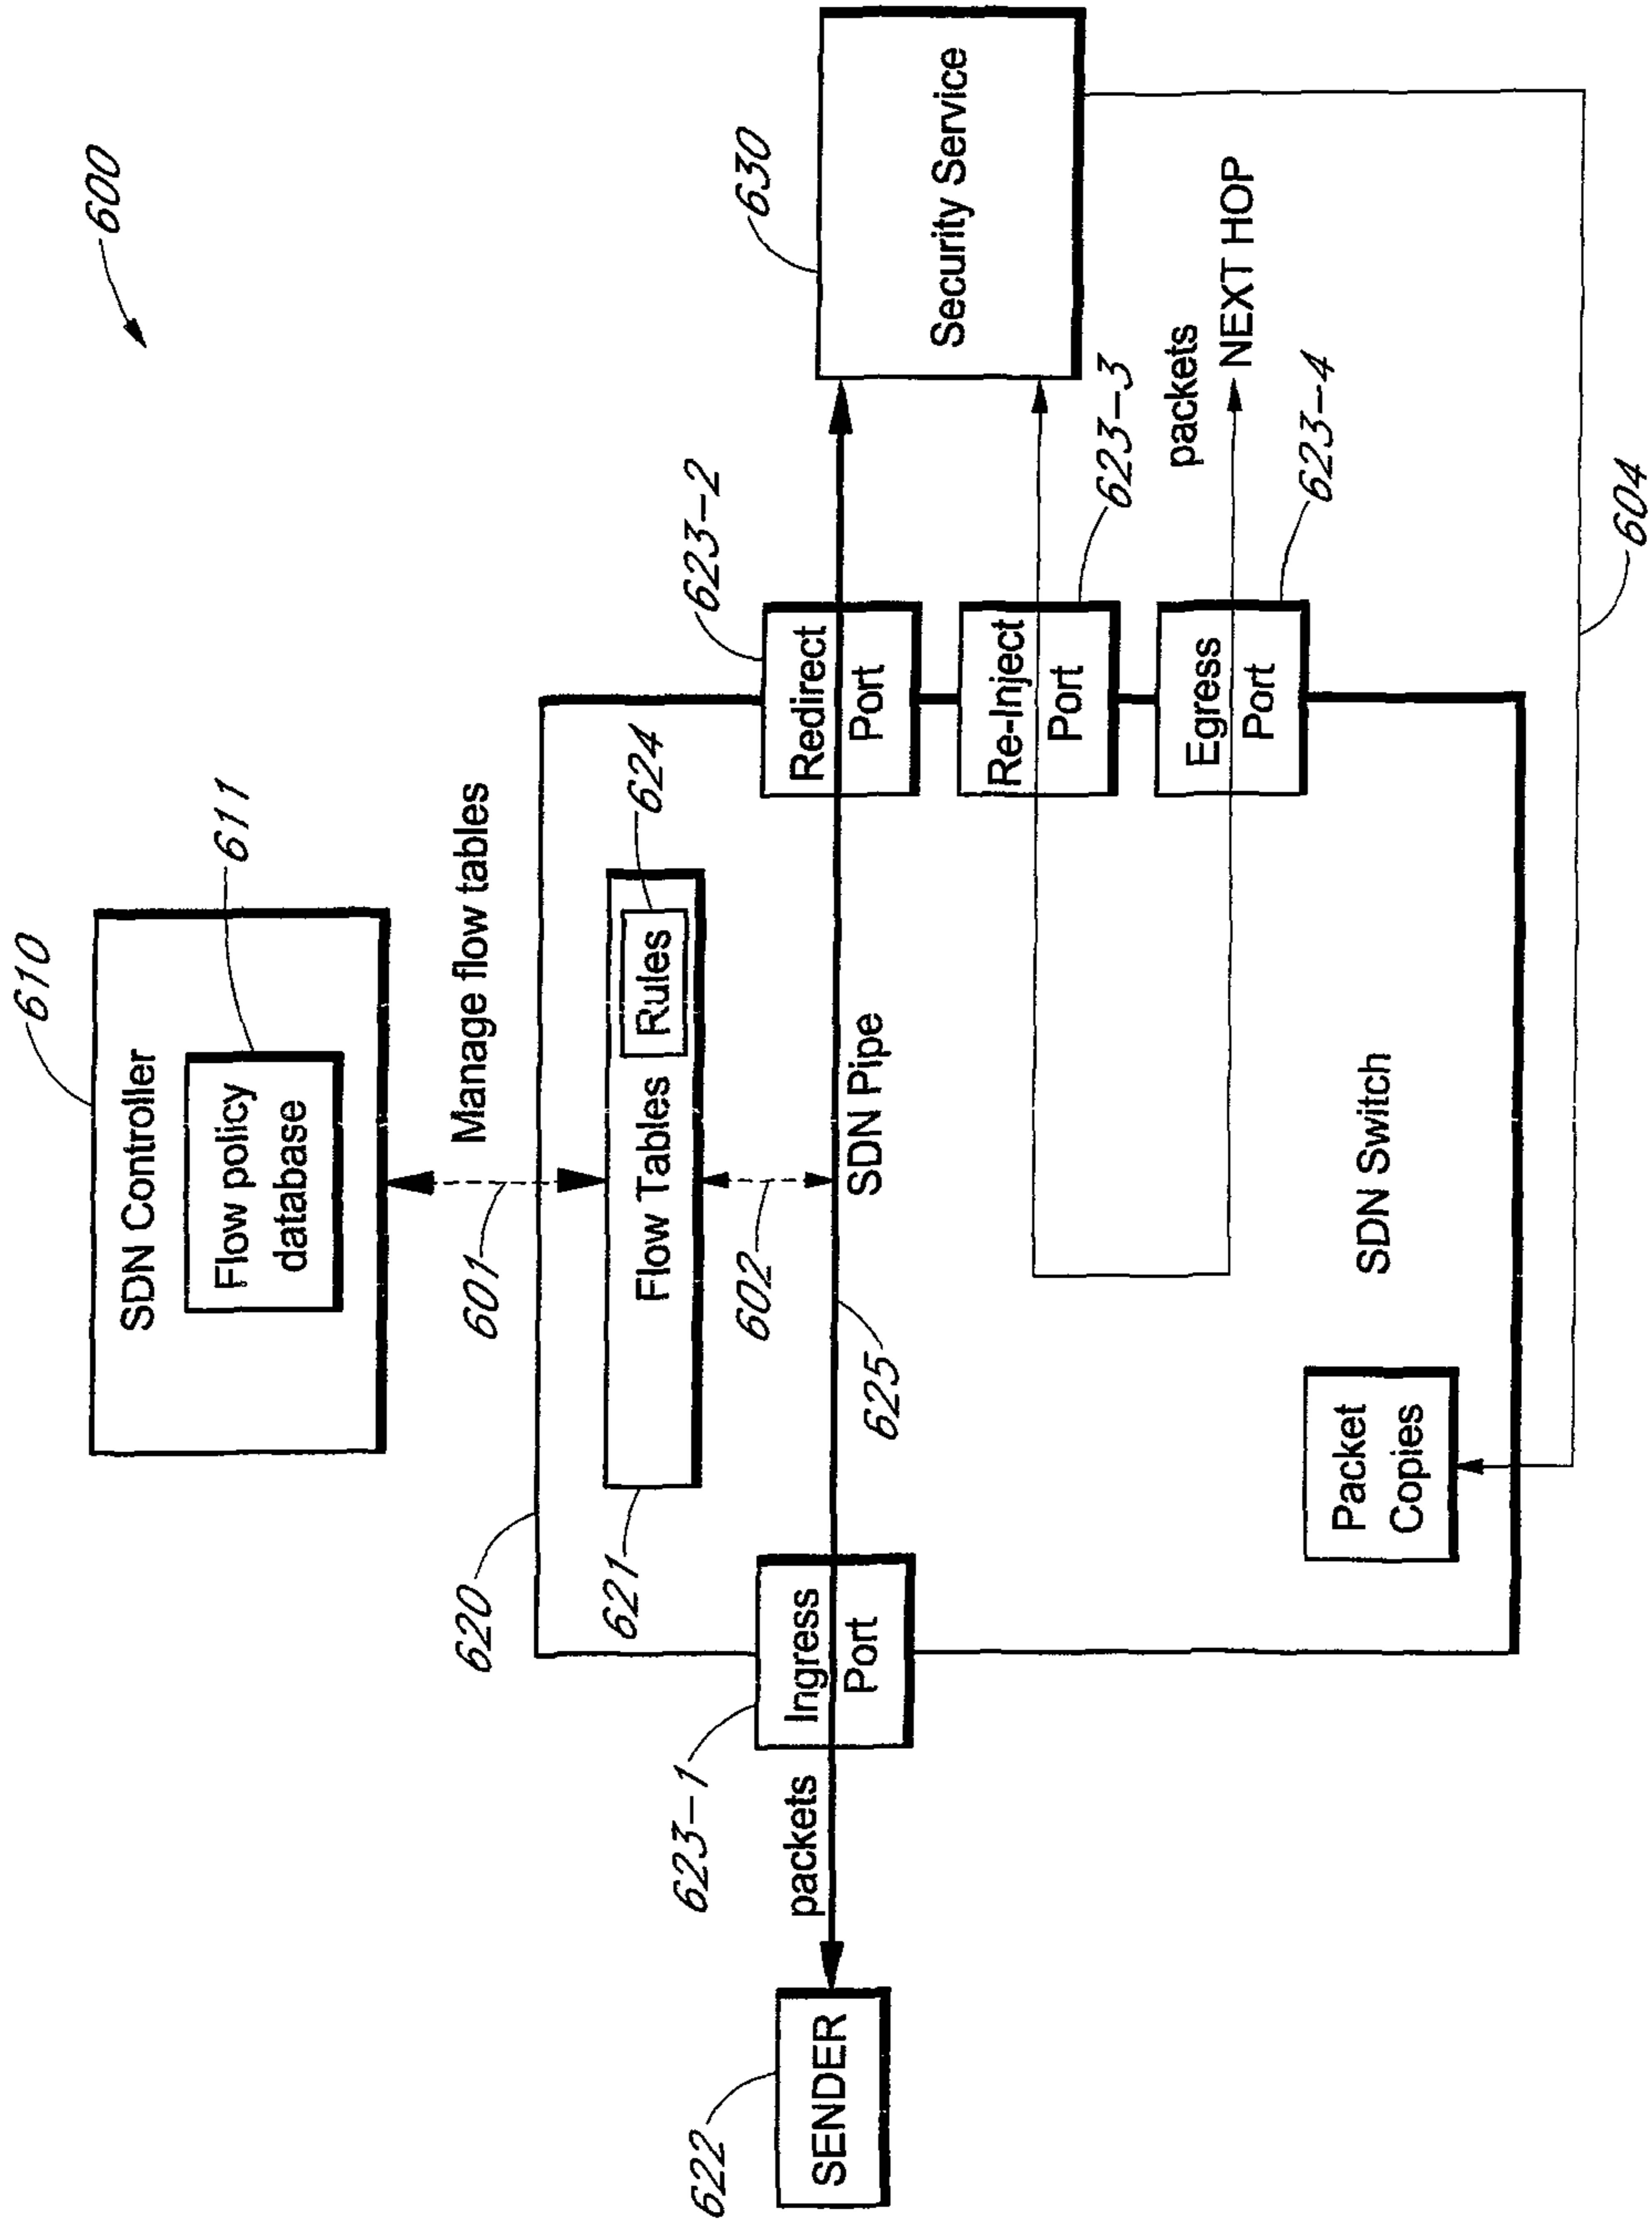 600
610
SDN Controller
Flow policy
database
611
601
Manage flow tables
620
621
Flow Tables
Rules
624
602
622
SENDER
packets
623-1
Ingress
Port
625
SDN Pipe
623-2
Redirect
Port
630
Security Service
Re-Inject
Port
623-3
Egress
Port
623-4
packets
NEXT HOP
Packet
Copies
SDN Switch
604